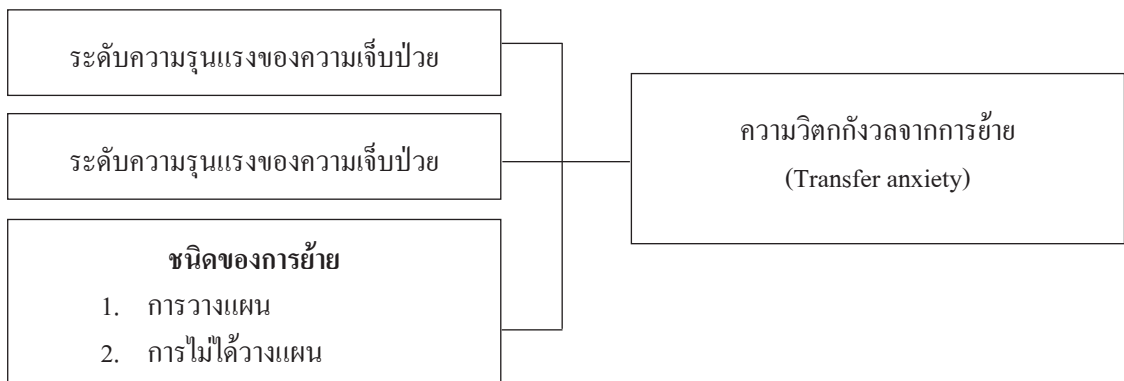 ระดับความรุนแรงของความเจ็บป่วย
ระดับความรุนแรงของความเจ็บป่วย
ชนิดของการย้าย
1. การวางแผน
2. การไม่ได้วางแผน
ความวิตกกังวลจากการย้าย
(Transfer anxiety)